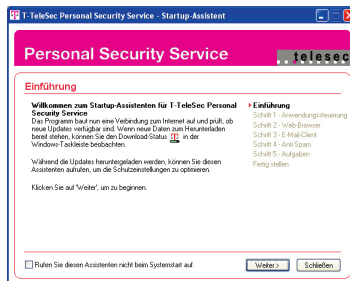 T-TeleSec Personal Security Service - Startup-Assistent
Personal Security Service
telesec
Einführung
Willkommen zum Startup-Assistenten für T-TeleSec Personal
Security Service
Das Programm baut nun eine Verbindung zum Internet auf und prüft, ob
neue Updates verfügbar sind. Wenn neue Daten zum Herunterladen
bereit stehen, können Sie den Download-Status in der
Windows-Taskleiste beobachten.
Während die Updates heruntergeladen werden, können Sie diesen
Assistenten aufrufen, um die Schutzeinstellungen zu optimieren.
Klicken Sie auf 'Weiter', um zu beginnen.
Einführung
Schritt 1 - Anwendungssteuerung
Schritt 2 - Web-Browser
Schritt 3 - E-Mail-Client
Schritt 4 - Anti Spam
Schritt 5 - Aufgaben
Fertig stellen
Rufen Sie diesen Assistenten nicht beim Systemstart auf.
Weiter >
Schließen